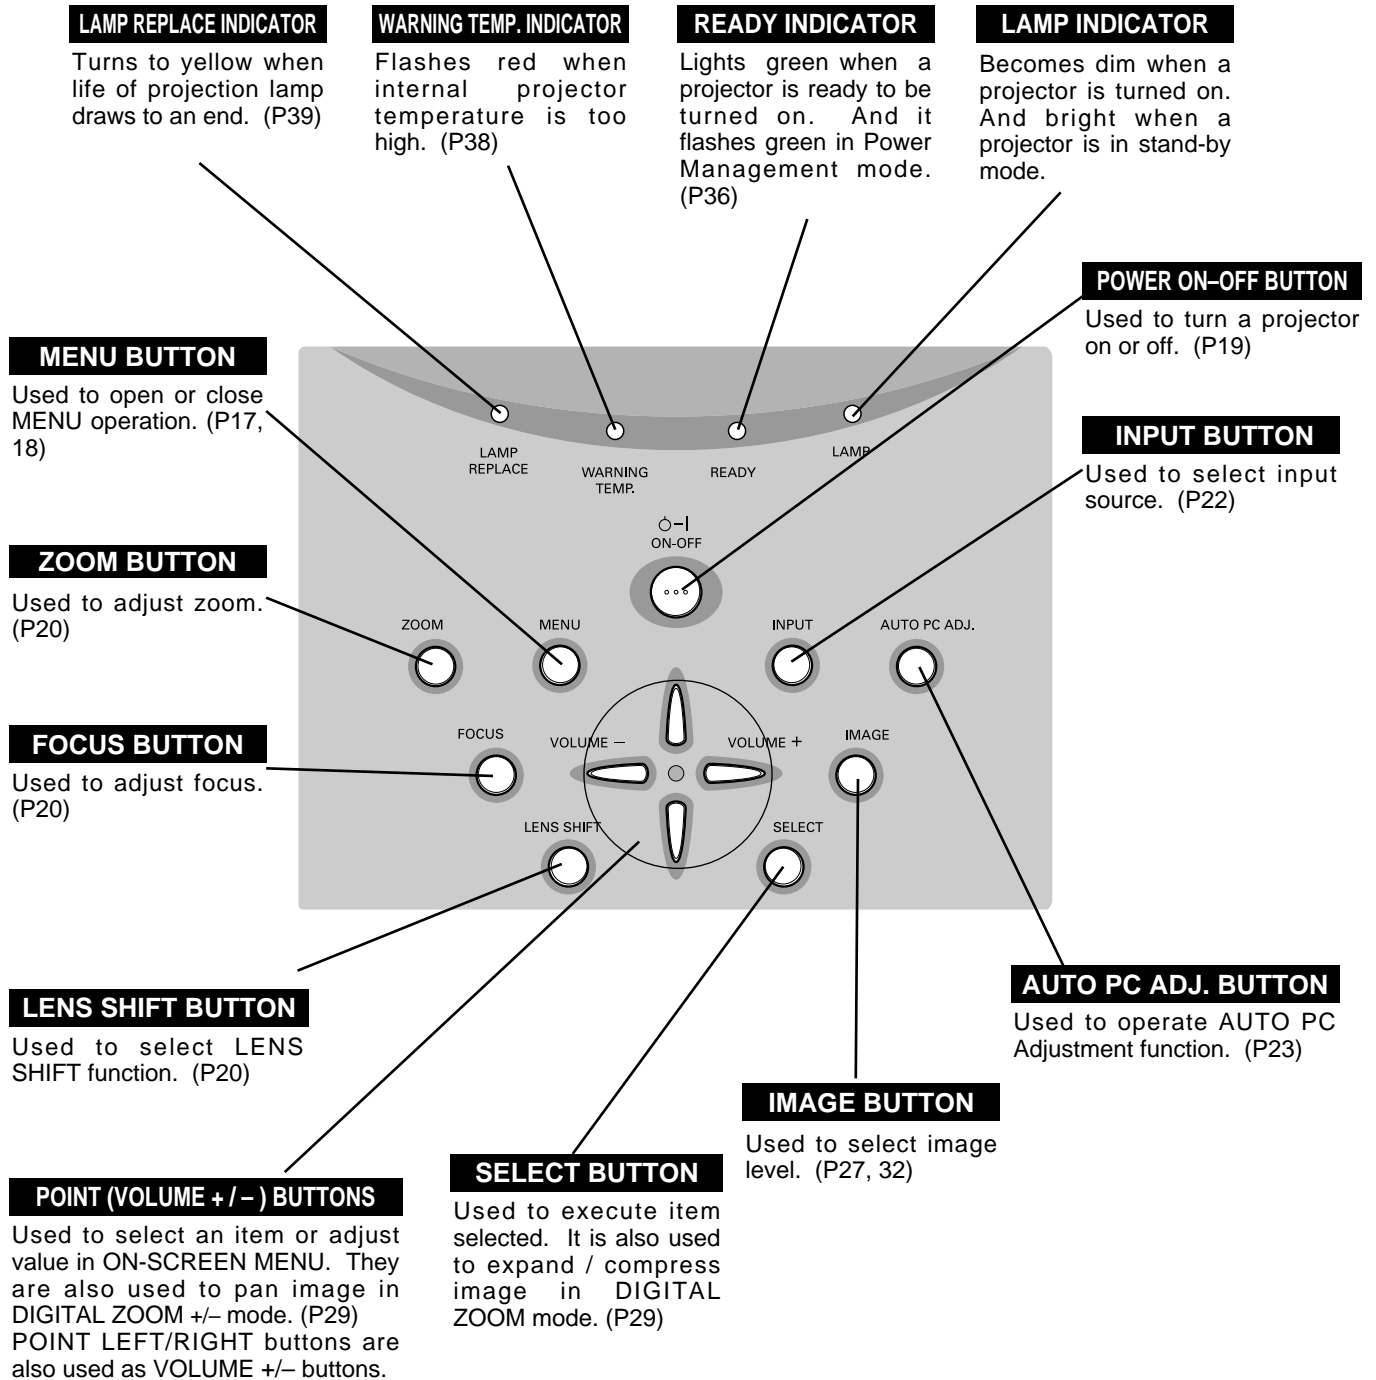 LAMP REPLACE INDICATOR
Turns to yellow when
life of projection lamp
draws to an end. (P39)
WARNING TEMP. INDICATOR
Flashes red when
internal projector
temperature is too
high. (P38)
READY INDICATOR
Lights green when a
projector is ready to be
turned on. And it
flashes green in Power
Management mode.
(P36)
LAMP INDICATOR
Becomes dim when a
projector is turned on.
And bright when a
projector is in stand-by
mode.
POWER ON–OFF BUTTON
Used to turn a projector
on or off. (P19)
MENU BUTTON
Used to open or close
MENU operation. (P17,
18)
INPUT BUTTON
Used to select input
source. (P22)
ZOOM BUTTON
Used to adjust zoom.
(P20)
FOCUS BUTTON
Used to adjust focus.
(P20)
LAMP
REPLACE
WARNING
TEMP.
READY
LAMP
ON-OFF
ZOOM
MENU
INPUT
AUTO PC ADJ.
FOCUS
VOLUME –
VOLUME +
IMAGE
LENS SHIFT
SELECT
LENS SHIFT BUTTON
Used to select LENS
SHIFT function. (P20)
AUTO PC ADJ. BUTTON
Used to operate AUTO PC
Adjustment function. (P23)
IMAGE BUTTON
Used to select image
level. (P27, 32)
SELECT BUTTON
Used to execute item
selected. It is also used
to expand / compress
image in DIGITAL
ZOOM mode. (P29)
POINT (VOLUME + / – ) BUTTONS
Used to select an item or adjust
value in ON-SCREEN MENU. They
are also used to pan image in
DIGITAL ZOOM +/– mode. (P29)
POINT LEFT/RIGHT buttons are
also used as VOLUME +/– buttons.